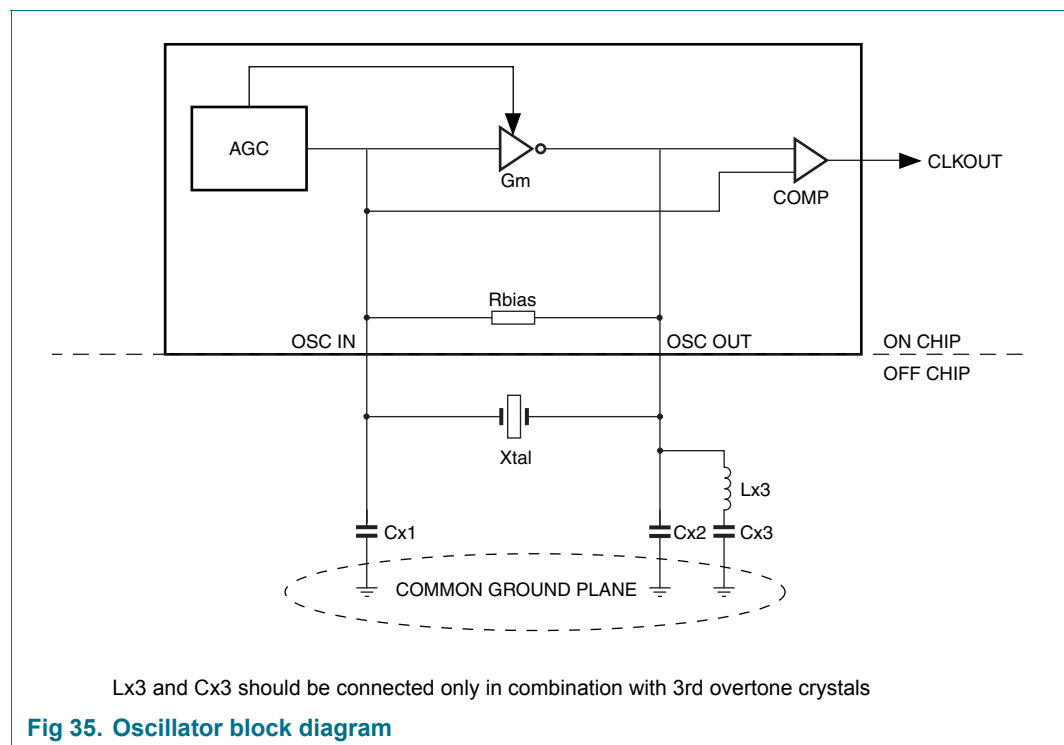 AGC
Gm
COMP
CLKOUT
Rbias
OSC IN
OSC OUT
ON CHIP
OFF CHIP
Xtal
Lx3
Cx1
Cx2
Cx3
COMMON GROUND PLANE
Lx3 and Cx3 should be connected only in combination with 3rd overtone crystals
Fig 35. Oscillator block diagram